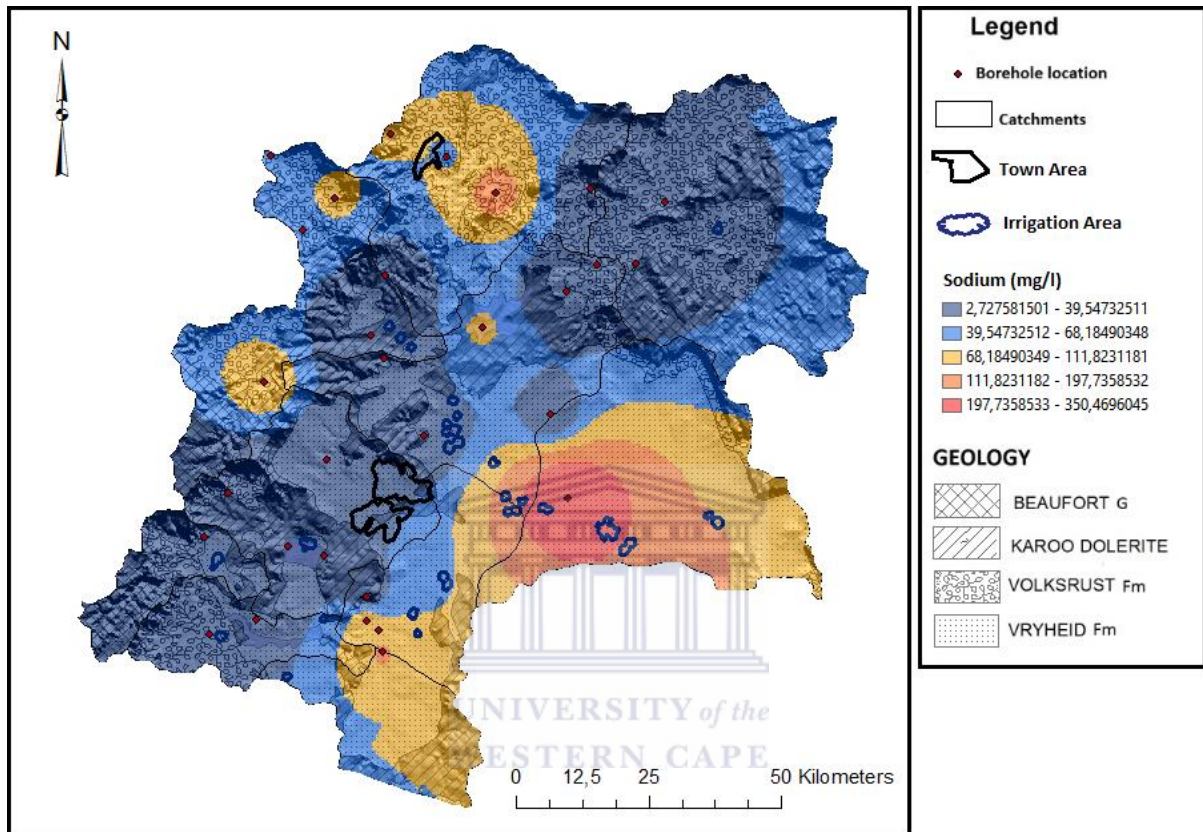 N
0 12,5 25 50 Kilometers
UNIVERSITY of the
WESTERN CAPE
Legend
Borehole location
Catchments
Town Area
Irrigation Area
Sodium (mg/l)
2,727581501 - 39,54732511
39,54732512 - 68,18490348
68,18490349 - 111,8231181
111,8231182 - 197,7358532
197,7358533 - 350,4696045
GEOLOGY
BEAUFORT G
KAROO DOLERITE
VOLKSRUST Fm
VRYHEID Fm